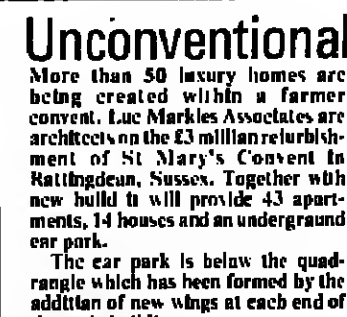 Unconventional
More than 50 luxury homes are
being created within a former
convent. Luc Markies Associates are
architects on the £3 million refurbish-
ment of St Mary's Convent in
Rattingdean, Sussex. Together with
new build it will provide 43 apart-
ments, 14 houses and an underground
car park.
The car park is below the quad-
rangle which has been formed by the
addition of new wings at each end of